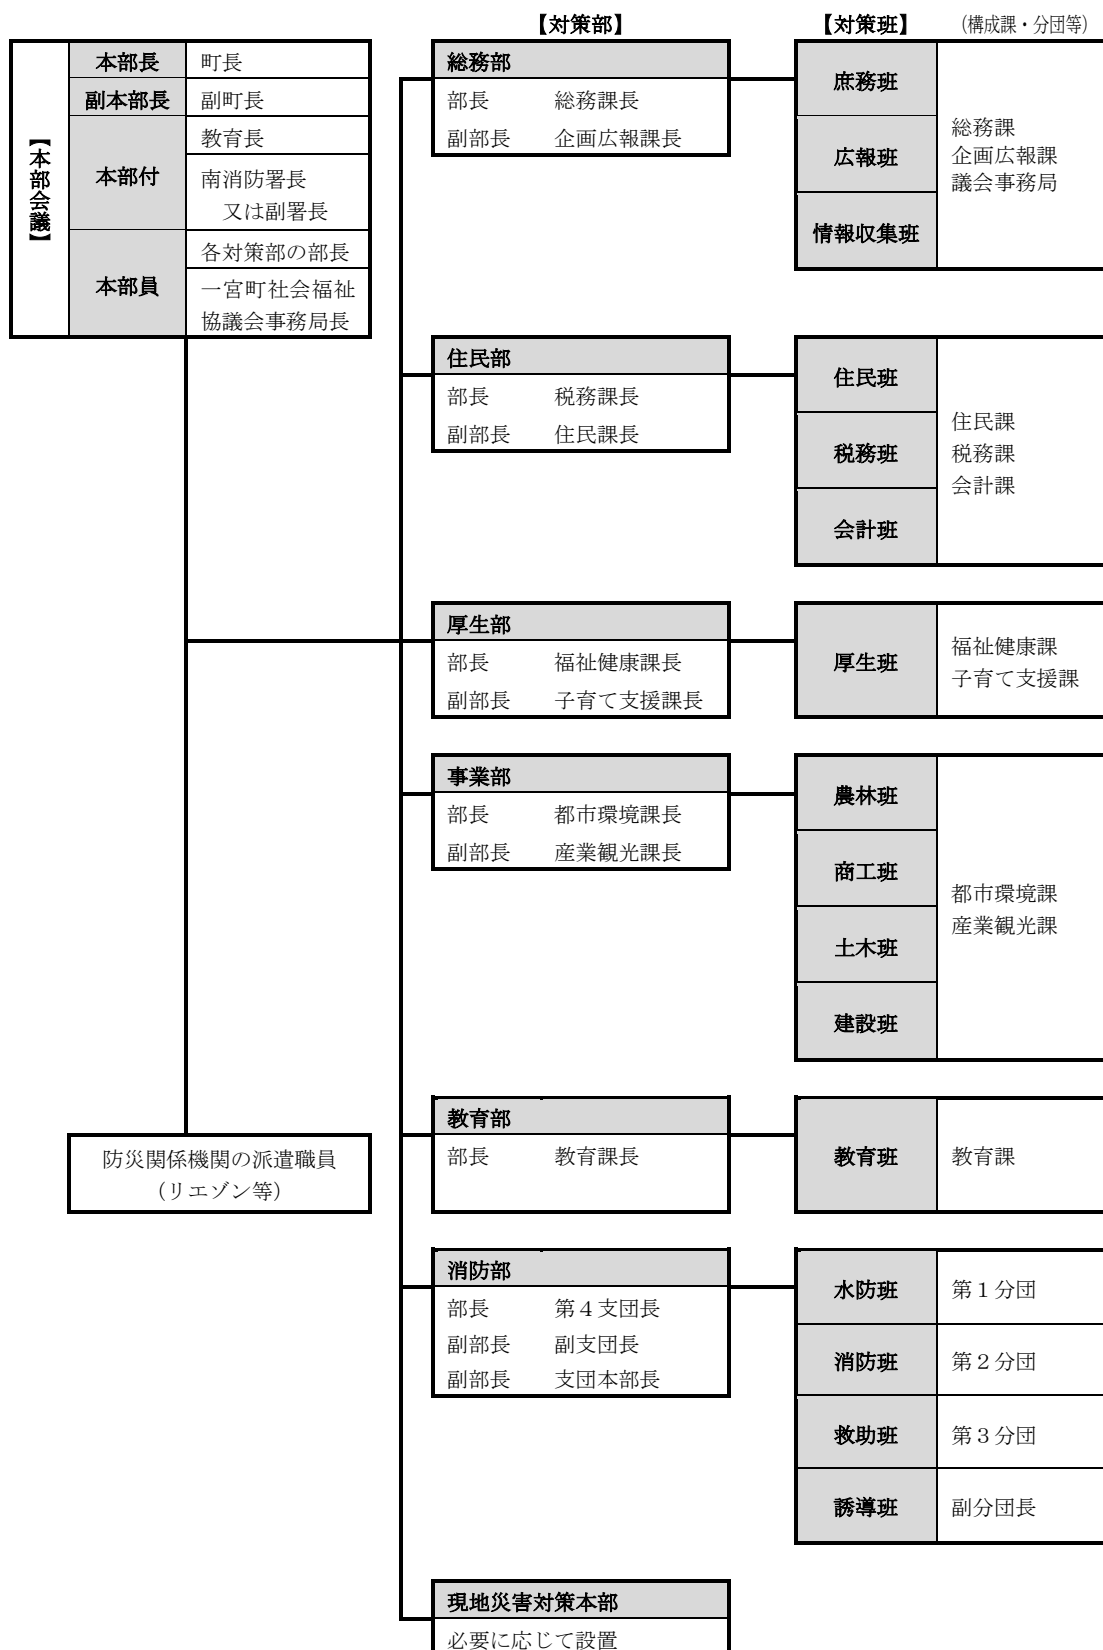 【対策部】
【対策班】
(構成課・分団等)
【本部会議】
本部長 町長
副本部長 副町長
本部付 教育長
南消防署長
又は副署長
本部員 各対策部の部長
一宮町社会福祉
協議会事務局長
総務部
部長 総務課長
副部長 企画広報課長
庶務班
広報班
情報収集班
総務課
企画広報課
議会事務局
住民部
部長 税務課長
副部長 住民課長
住民班
税務班
会計班
住民課
税務課
会計課
厚生部
部長 福祉健康課長
副部長 子育て支援課長
厚生班
福祉健康課
子育て支援課
事業部
部長 都市環境課長
副部長 産業観光課長
農林班
商工班
土木班
建設班
都市環境課
産業観光課
防災関係機関の派遣職員
(リエゾン等)
教育部
部長 教育課長
教育班 教育課
消防部
部長 第4支団長
副部長 副支団長
副部長 支団本部長
水防班 第1分団
消防班 第2分団
救助班 第3分団
誘導班 副分団長
現地災害対策本部
必要に応じて設置